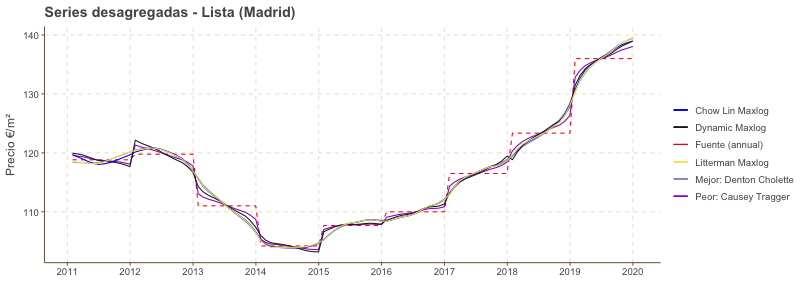 Series desagregadas - Lista (Madrid)
Precio €/m²
140
130
120
110
2011 2012 2013 2014 2015 2016 2017 2018 2019 2020
Chow Lin Maxlog
Dynamic Maxlog
Fuente (annual)
Litterman Maxlog
Mejor: Denton Cholette
Peor: Causey Tragger